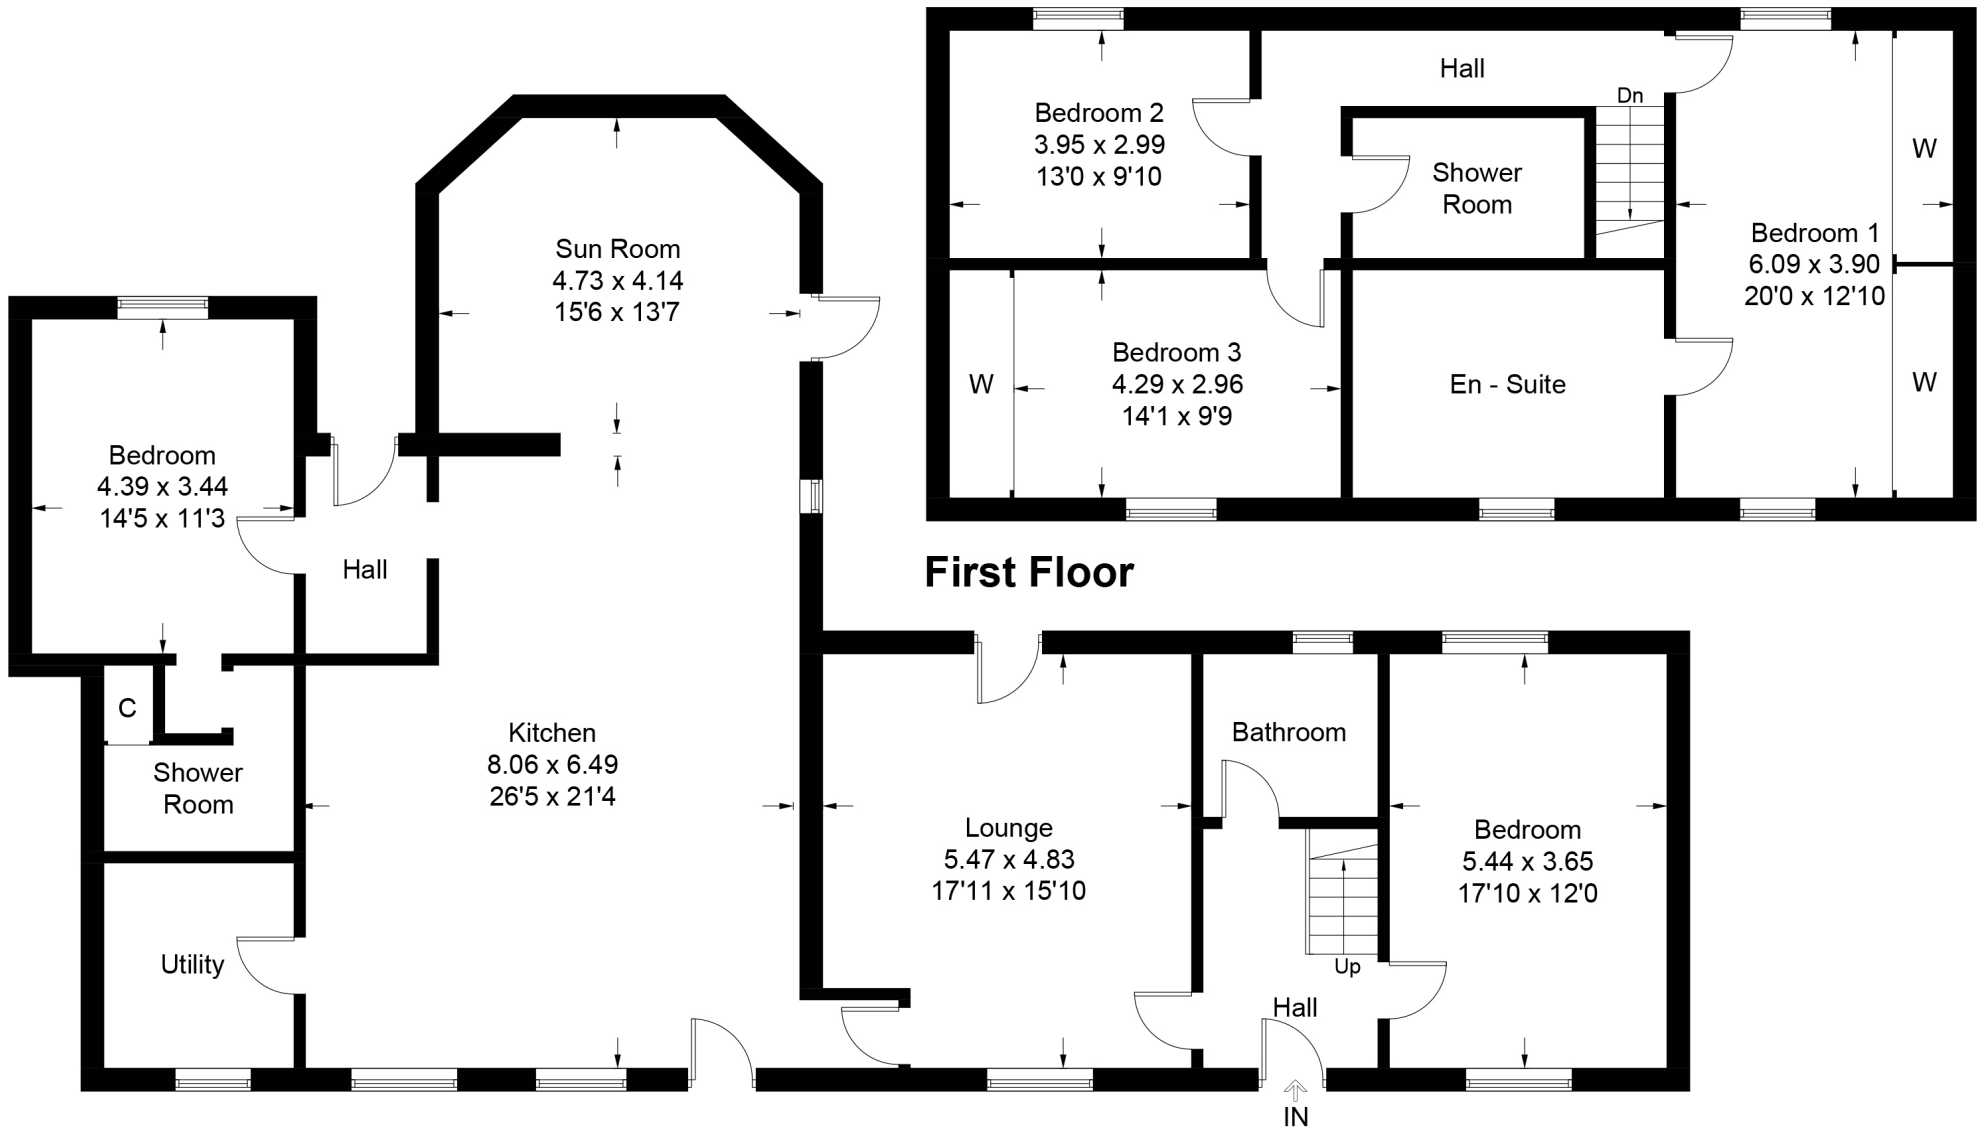 Hall
Dn
Bedroom 2
3.95 x 2.99
13'0 x 9'10
Shower
Room
W
Bedroom 1
6.09 x 3.90
20'0 x 12'10
Bedroom 3
4.29 x 2.96
14'1 x 9'9
W
En - Suite
W
First Floor
Sun Room
4.73 x 4.14
15'6 x 13'7
Bedroom
4.39 x 3.44
14'5 x 11'3
Hall
C
Shower
Room
Kitchen
8.06 x 6.49
26'5 x 21'4
Utility
Lounge
5.47 x 4.83
17'11 x 15'10
Bathroom
Bedroom
5.44 x 3.65
17'10 x 12'0
Up
Hall
IN